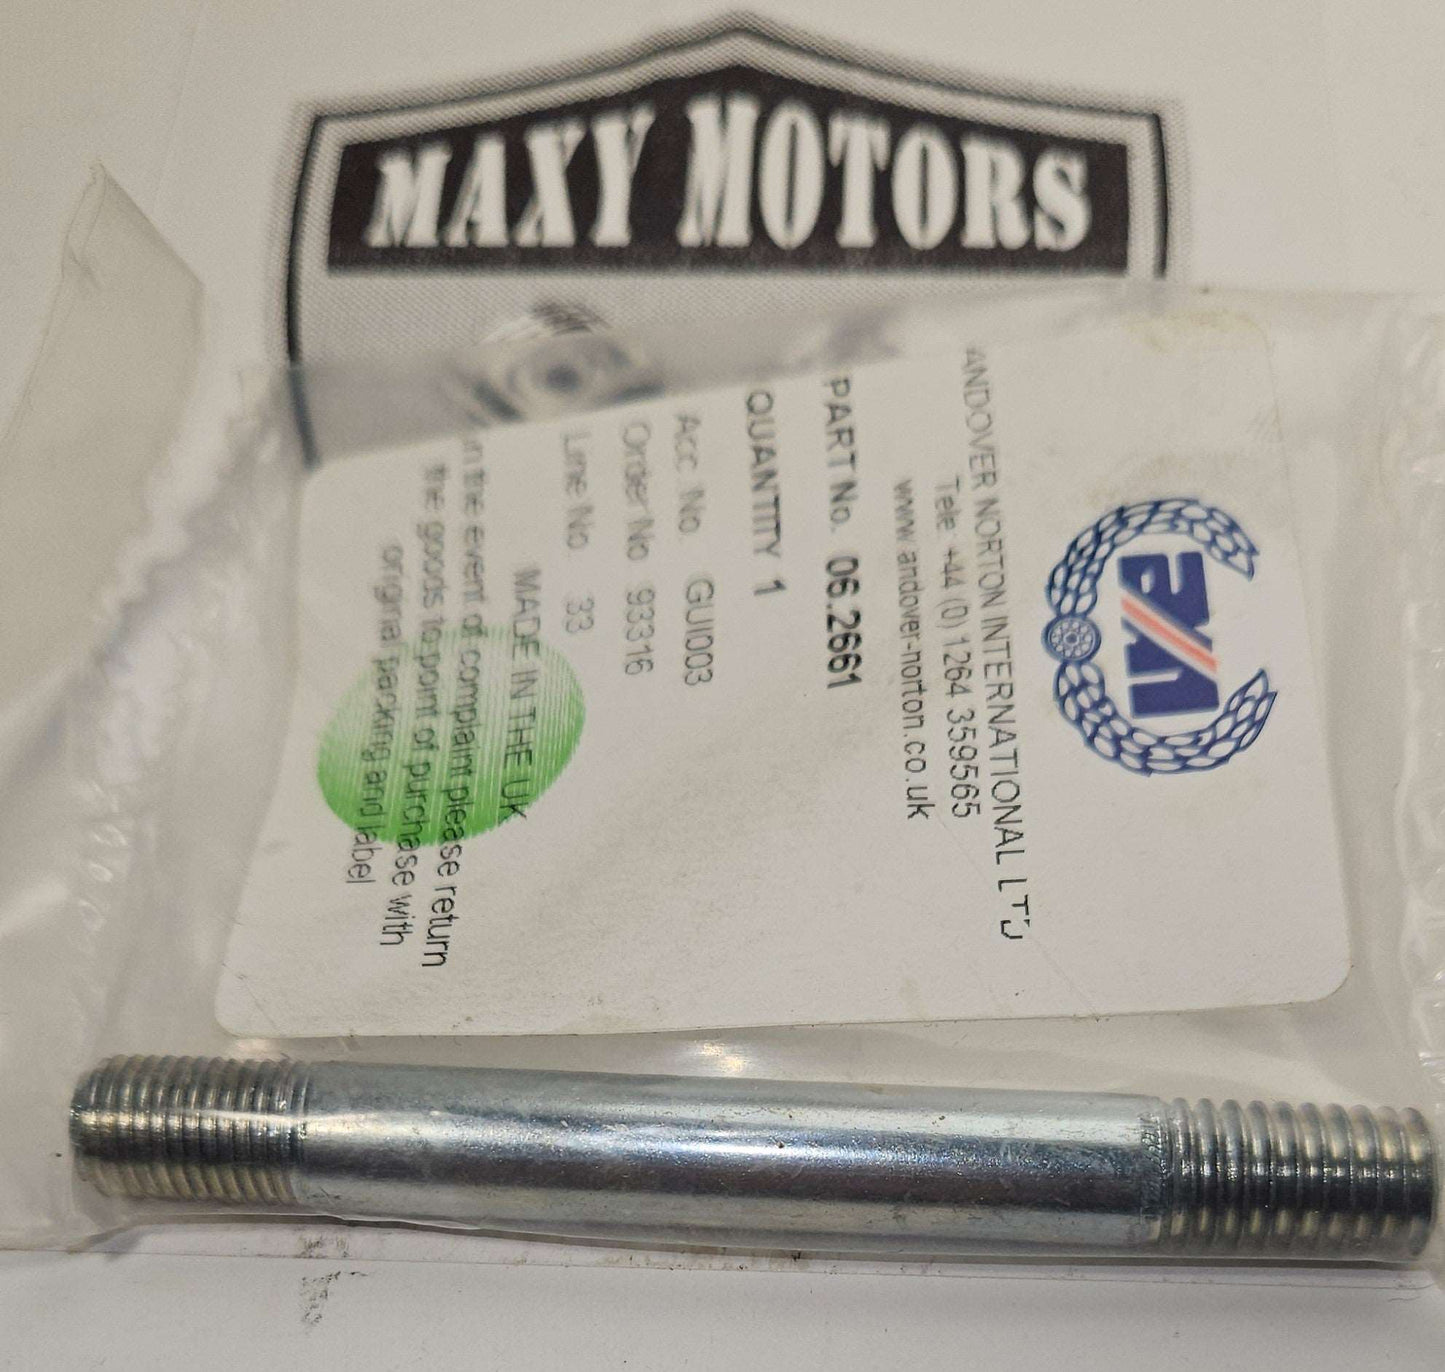 MAXY MOTORS
ANDOVER NORTON INTERNATIONAL LTD
Tele +44 (0) 1264 359565
www.andover-norton.co.uk
PART No. 06.2661
QUANTITY 1
Acc. No. GUI003
Order No 93316
Line No. 33
MADE IN THE UK
in the event of complaint please return
the goods to point of purchase with
original packing and label